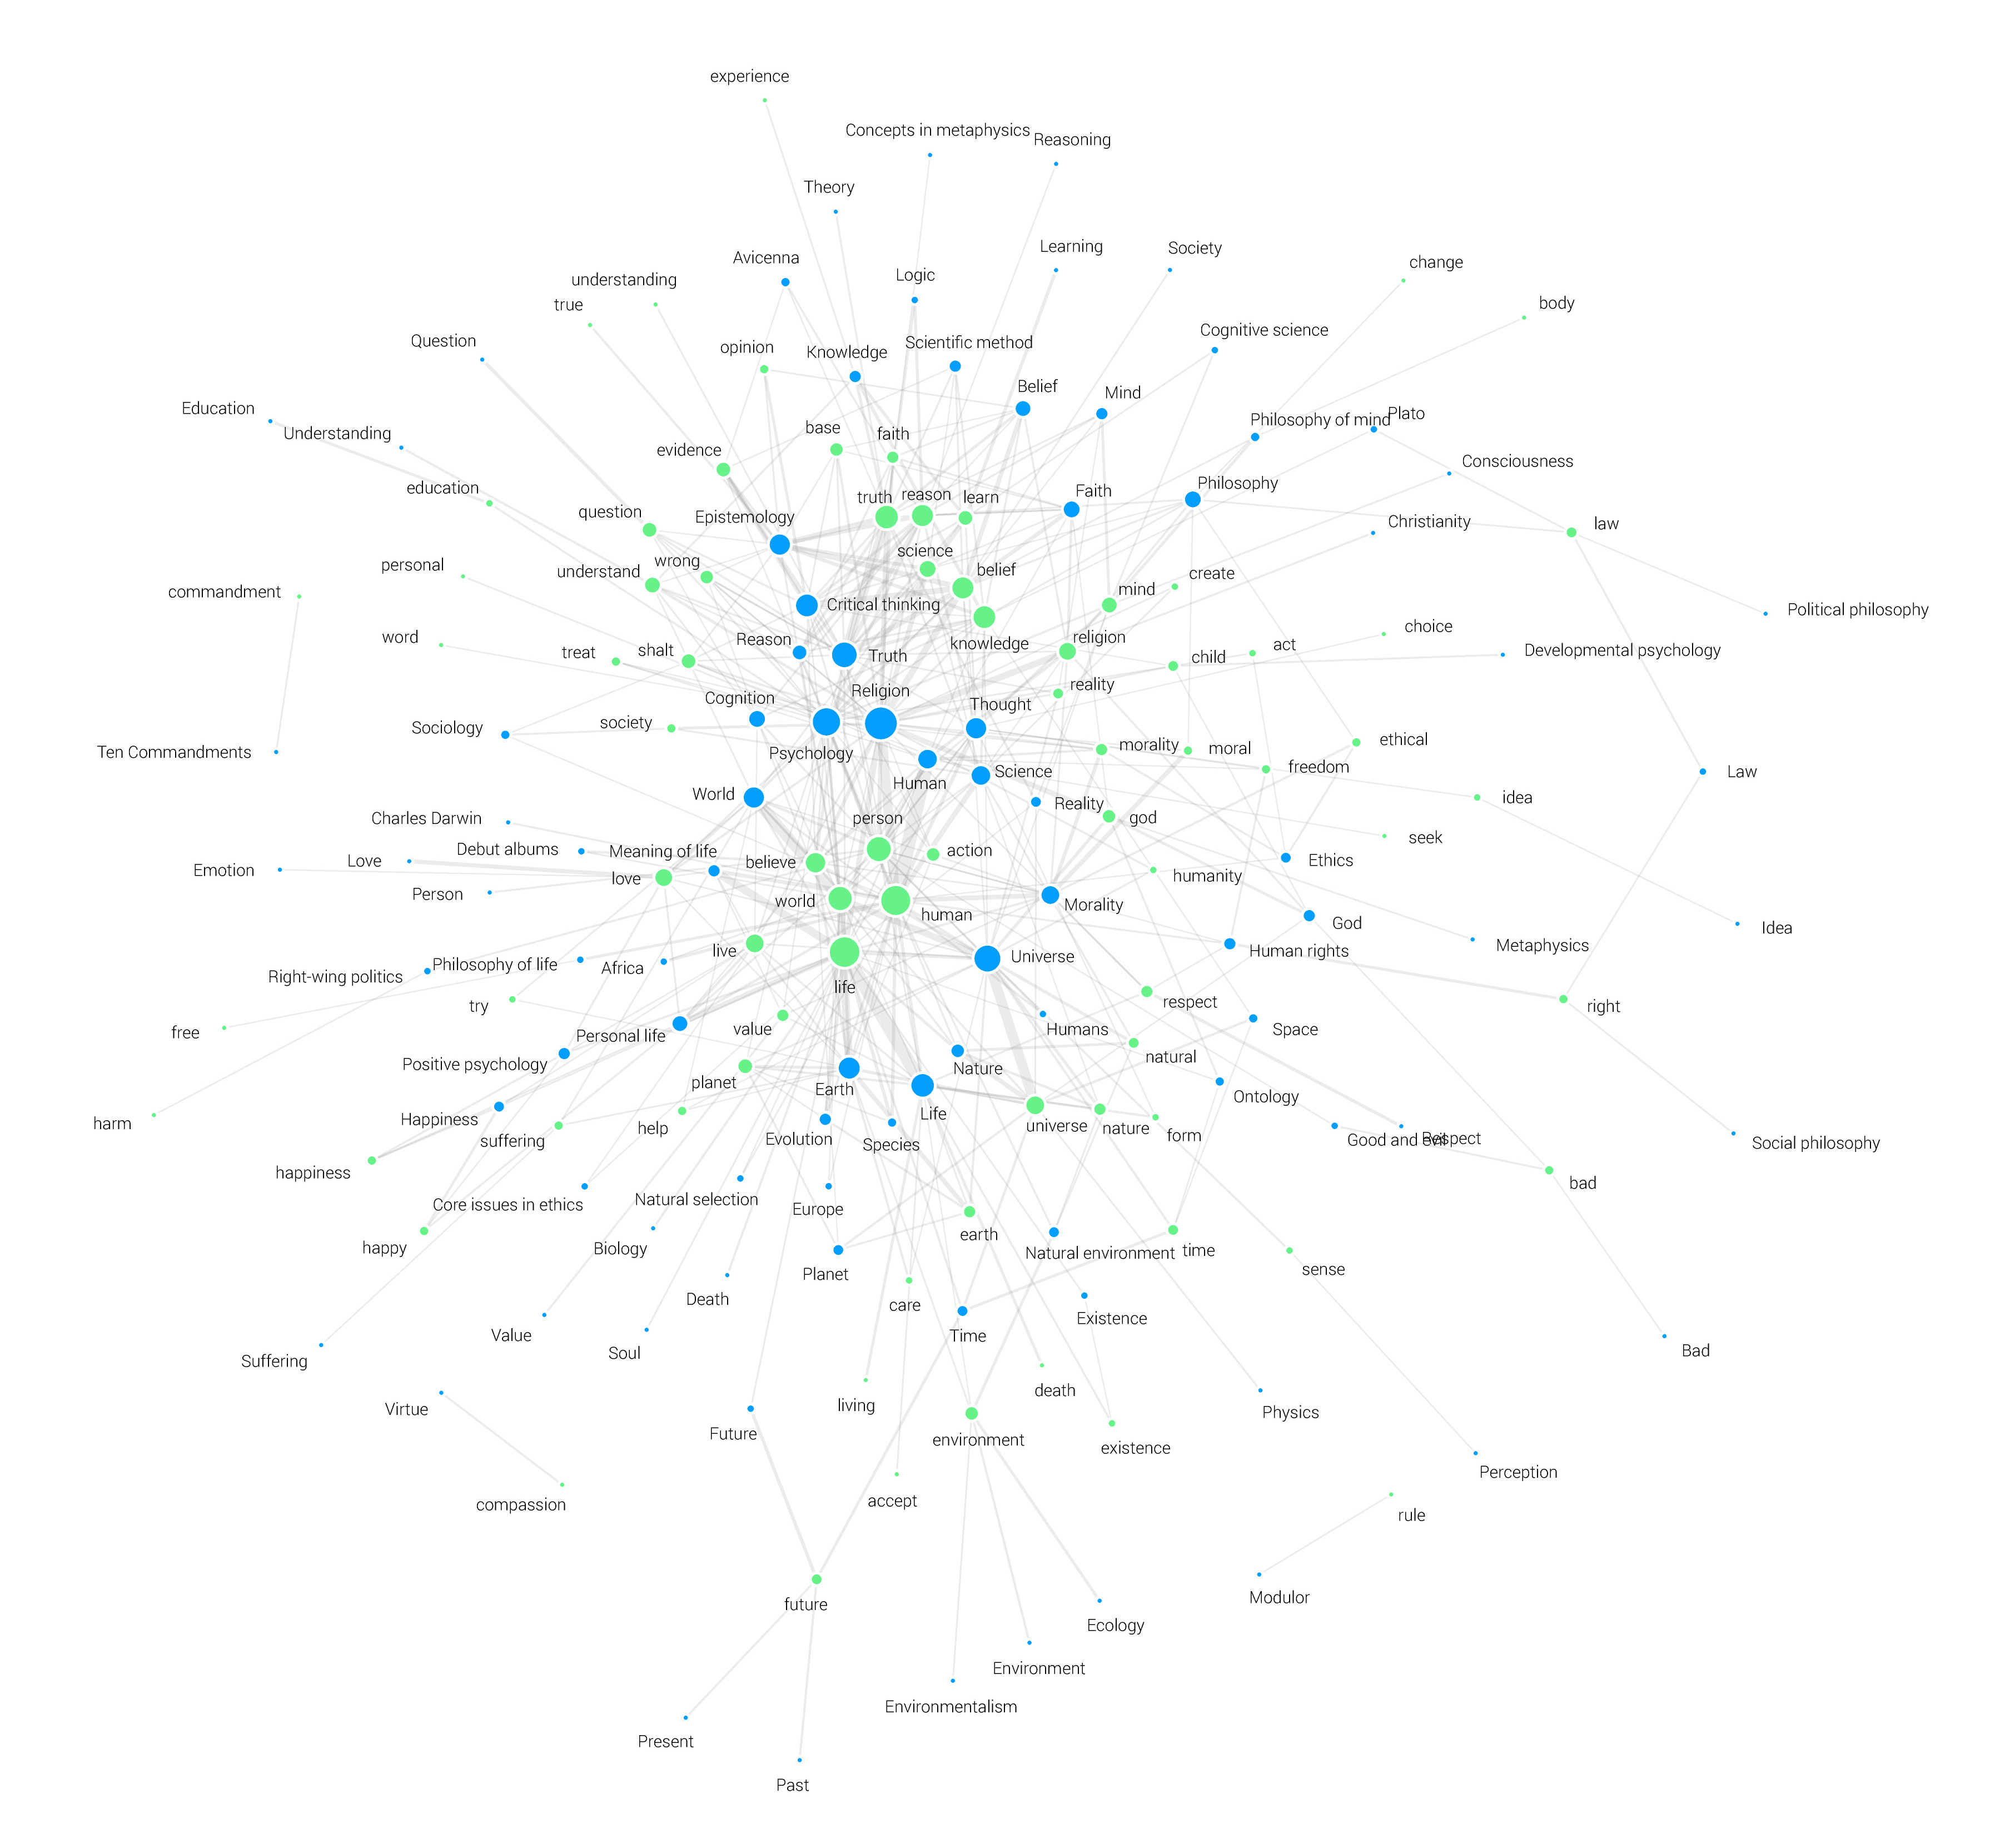 experience
Concepts in metaphysics
Reasoning
Theory
Learning
Society
Avicenna
change
Logic
understanding
body
true
Cognitive science
Question
Scientific method
opinion
Knowledge
Belief
Mind
Education
Plato
Philosophy of mind
base
Understanding
faith
evidence
Consciousness
Philosophy
education
Faith
reason
truth
learn
question
Epistemology
Christianity
law
science
wrong
personal
understand
belief
create
mind
commandment
Critical thinking
Political philosophy
choice
word
Reason
religion
knowledge
act
shalt
treat
Developmental psychology
Truth
child
reality
Religion
Cognition
Thought
society
Sociology
ethical
morality
moral
Ten Commandments
Psychology
freedom
Science
Law
Human
World
idea
Reality
Charles Darwin
person
god
seek
Debut albums
Meaning of life
action
Love
believe
Ethics
Emotion
love
humanity
Person
world
Morality
human
God
Idea
Metaphysics
live
Human rights
Universe
Philosophy of life
Africa
Right-wing politics
life
respect
try
right
free
value
Humans
Space
Personal life
natural
Positive psychology
Nature
planet
Earth
Ontology
Life
Happiness
harm
universe
help
nature
form
Evolution
Good and evil
Respect
suffering
Species
Social philosophy
happiness
bad
Natural selection
Core issues in ethics
Europe
earth
happy
Biology
Natural environment
time
sense
Planet
Death
care
Existence
Value
Time
Bad
Soul
Suffering
death
living
Virtue
Physics
Future
environment
existence
Perception
accept
compassion
rule
Modulor
future
Ecology
Environment
Environmentalism
Present
Past